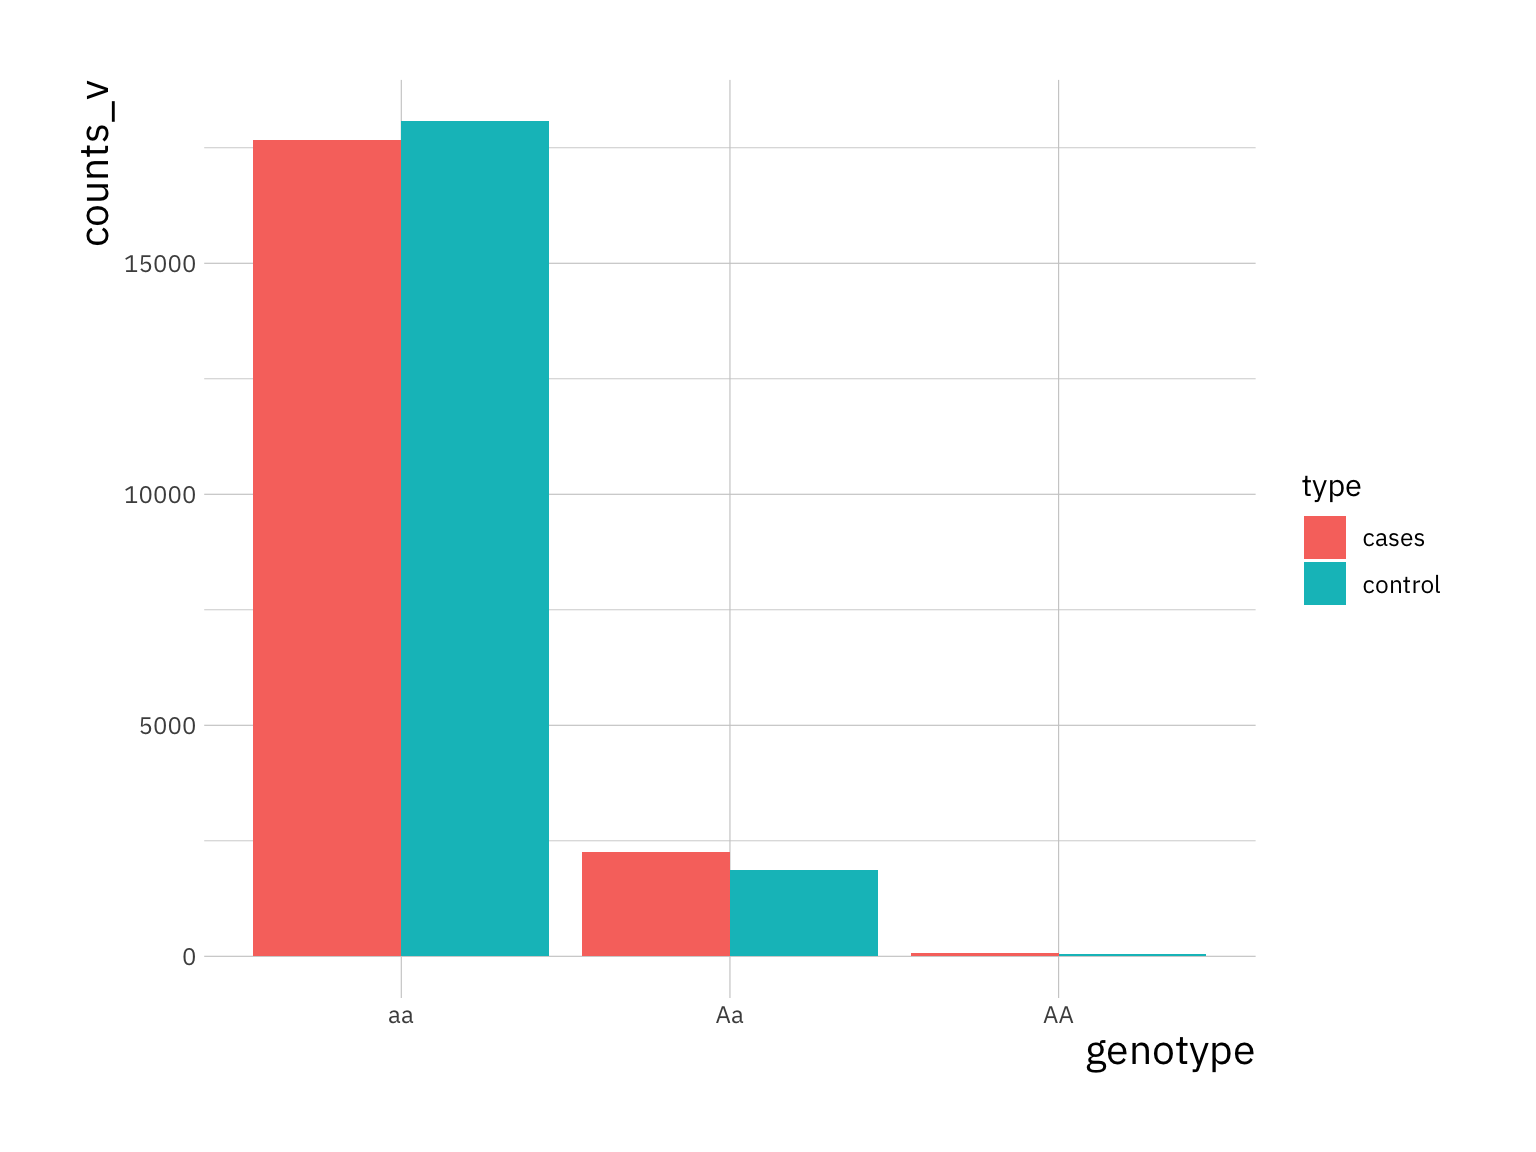 counts_v
15000
10000
5000
0
aa
Aa
AA
genotype
type
cases
control